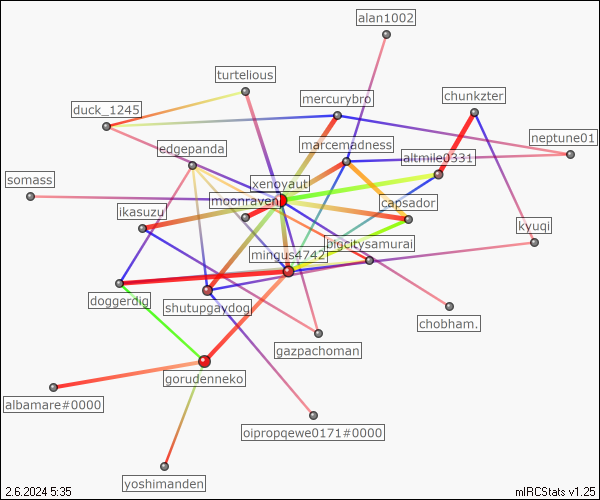 alan1002
turtelious
mercurybro
chunkzter
duck_1245
neptune01
marcemadness
edgepanda
altmile0331
somass
xenoyaut
moonraven
capsador
ikasuzu
kyuqi
bigcitysamurai
mingus4742
doggerdig
shutupgaydog
chobham.
gazpachoman
gorudenneko
albamare#0000
oipropqewe0171#0000
yoshimanden
2.6.2024 5:35
mIRCStats v1.25